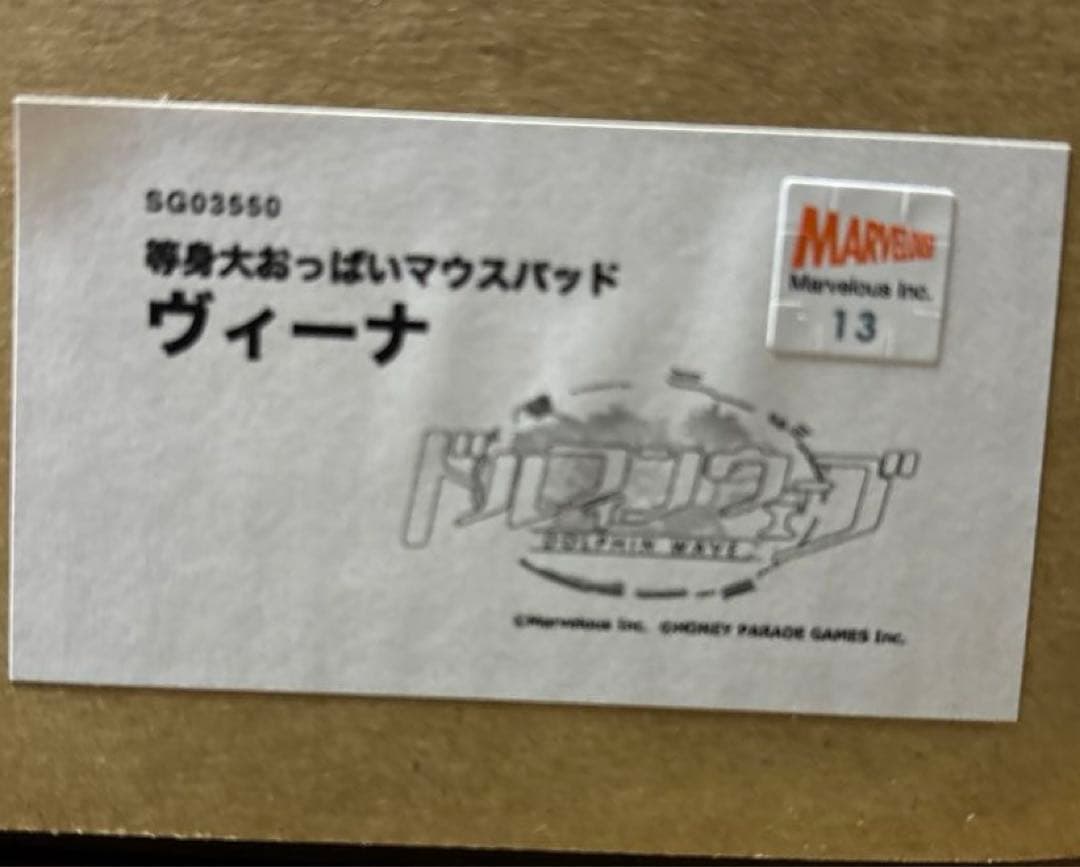 SG03550
等身大おっぱいマウスパッド
ヴィーナ
MARVELOUS
Marvelous Inc.
13
ドルフィンウェーブ
DOLPHIN WAVE
©Marvelous Inc. ©HONEY PARADE GAMES Inc.